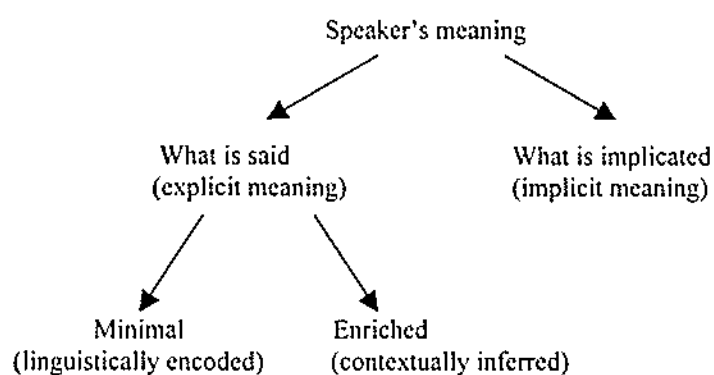 Speaker's meaning
What is said
(explicit meaning)
What is implicated
(implicit meaning)
Minimal
(linguistically encoded)
Enriched
(contextually inferred)